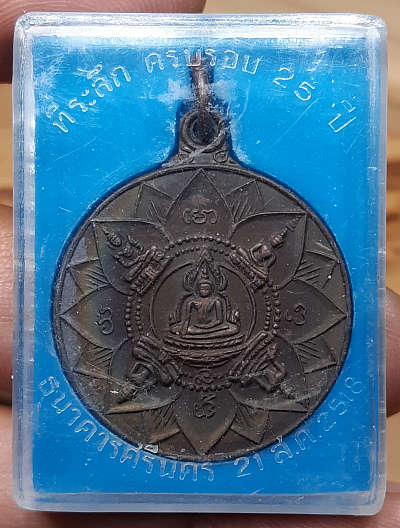 ที่ระลึก ครบรอบ 25 ปี
ธนาคารศรีนคร 21 ส.ค. 2518